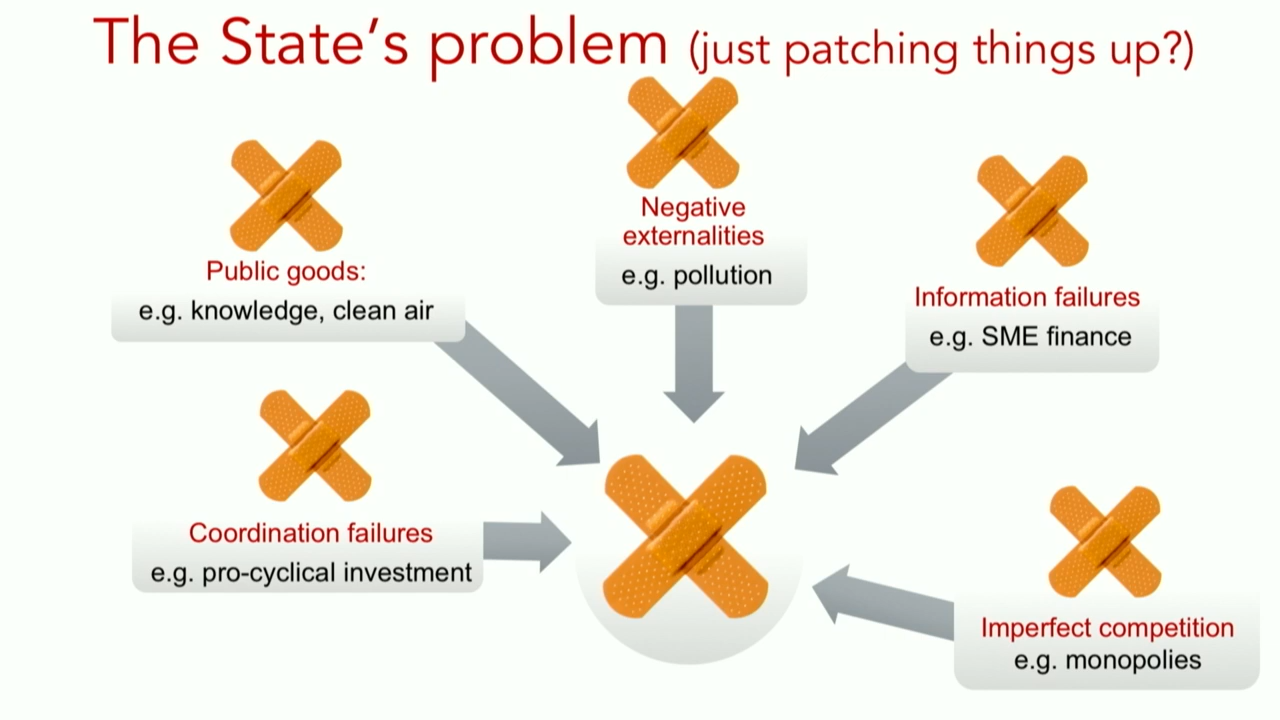 The State’s problem (just patching things up?)
Negative
externalities
e.g. pollution
Public goods:
e.g. knowledge, clean air
Information failures
e.g. SME finance
Coordination failures
e.g. pro-cyclical investment
Imperfect competition
e.g. monopolies